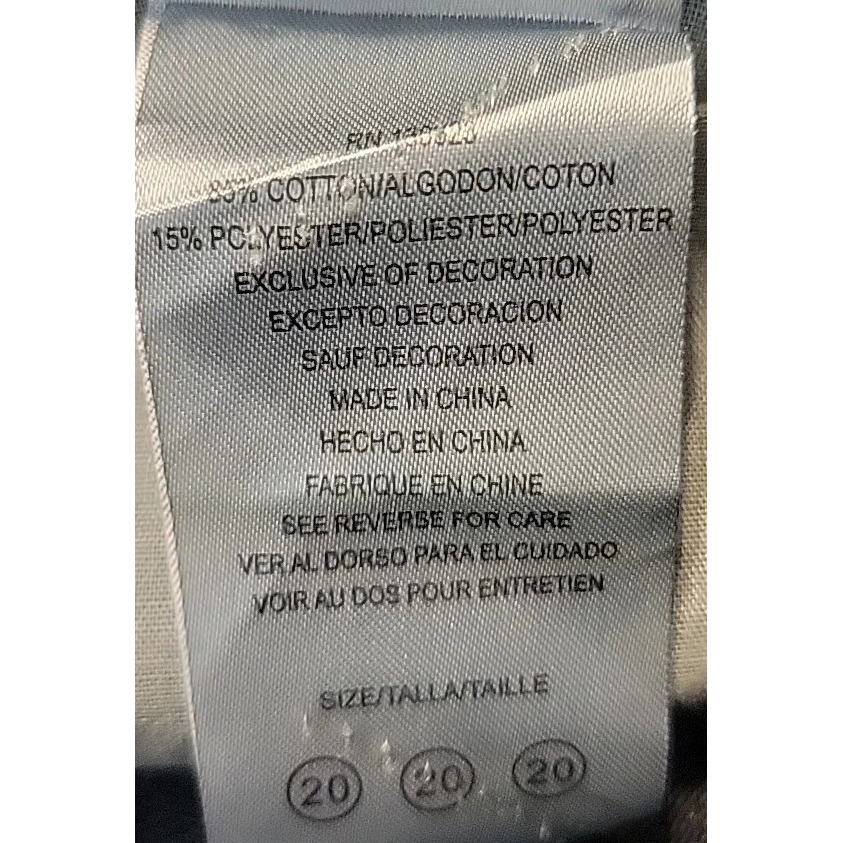 RN
COTTON/ALGODON/COTON
15% POLYESTER/POLIESTER/POLYESTER
EXCLUSIVE OF DECORATION
EXCEPTO DECORACION
SAUF DECORATION
MADE IN CHINA
HECHO EN CHINA
FABRIQUE EN CHINE
SEE REVERSE FOR CARE
VER AL DORSO PARA EL CUIDADO
VOIR AU DOS POUR ENTRETIEN
SIZE/TALLA/TAILLE
20 20 20